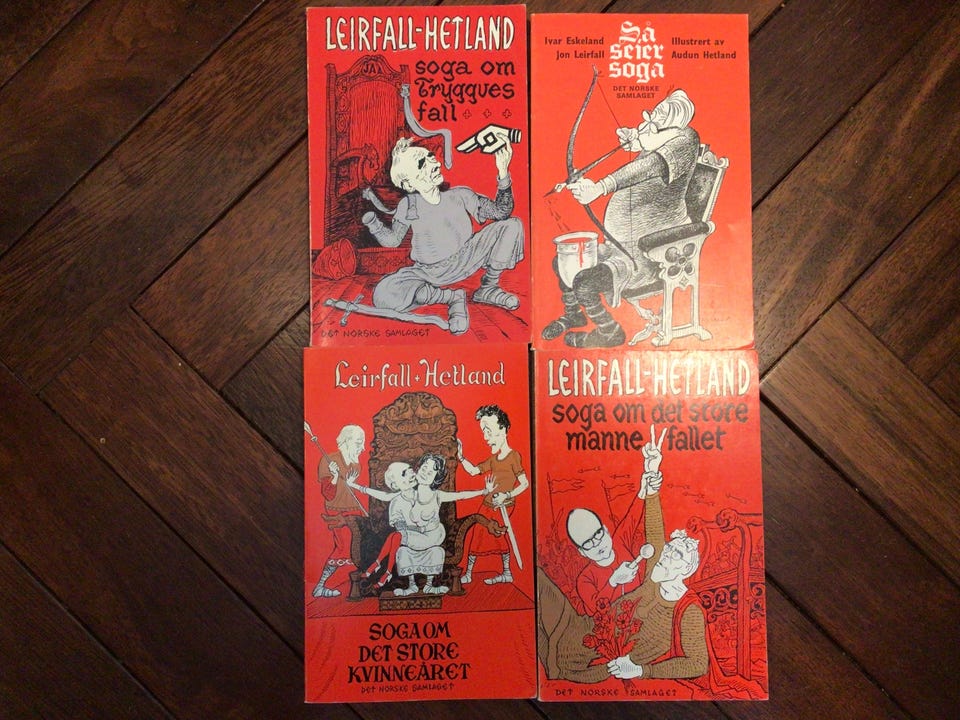 LEIRFALL-HETLAND
JA
soga om
Tryggves
fall
DET NORSKE SAMLAGET
Ivar Eskeland
Jon Leirfall
Så
seier
soga
Illustrert av
Audun Hetland
DET NORSKE
SAMLAGET
Leirfall + Hetland
SOGA OM
DET STORE
KVINNEÅRET
DET NORSKE SAMLAGET
LEIRFALL-HETLAND
soga om det store
manne fallet
DET NORSKE SAMLAGET